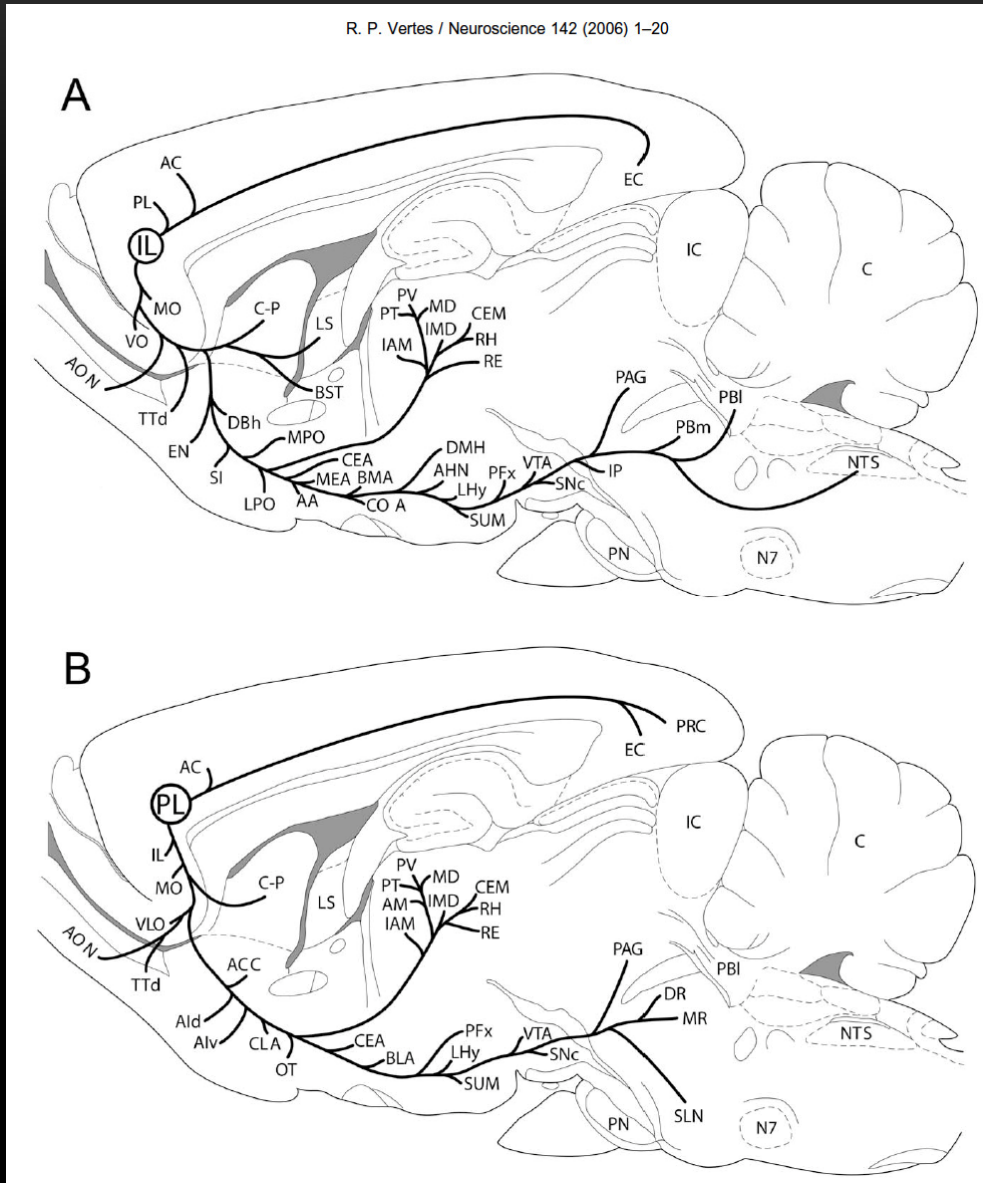 R. P. Vertes / Neuroscience 142 (2006) 1–20
A
AC
EC
PL
IL
IC
C
MO
VO
C-P
LS
PV
PT
MD
CEM
IMD
RH
IAM
RE
AON
TTd
BST
PAG
PBl
DBh
EN
MPO
PBm
SI
CEA
DMH
NTS
MEA
BMA
AHN
PFx
VTA
IP
LPO
AA
CO A
LHy
SNc
SUM
PN
N7
B
PRC
EC
AC
PL
IC
C
IL
MO
C-P
LS
PV
PT
MD
CEM
AM
IMD
RH
IAM
RE
VLO
AON
TTd
PAG
PBl
ACC
DR
MR
AId
AIv
CLA
OT
CEA
BLA
PFx
LHy
VTA
SNc
SUM
NTS
SLN
PN
N7